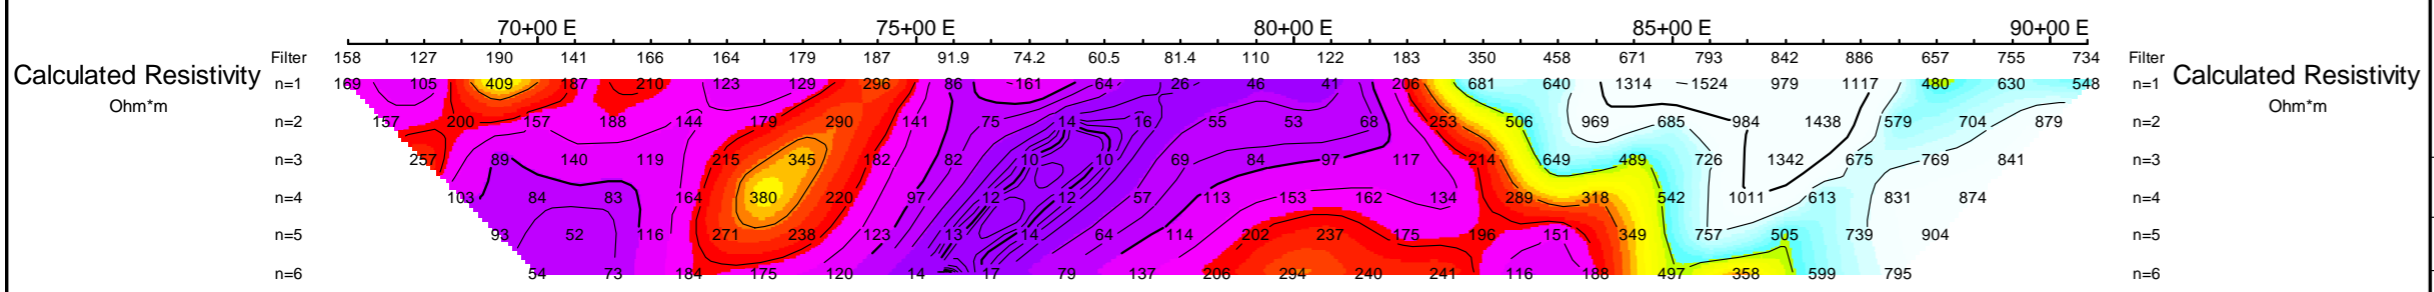 70+00 E 75+00 E 80+00 E 85+00 E 90+00 E
Filter 158 127 190 141 166 164 179 187 91.9 74.2 60.5 81.4 110 122 183 350 458 671 793 842 886 657 755 734 Filter
Calculated Resistivity n=1 169 105 409 187 210 123 129 296 86 161 64 26 46 41 206 681 640 1314 1524 979 1117 480 630 548 n=1 Calculated Resistivity
Ohm*m Ohm*m
n=2 157 200 157 188 144 179 290 141 75 14 16 55 53 68 253 506 969 685 984 1438 579 704 879 n=2
n=3 257 89 140 119 215 345 182 82 10 10 69 84 97 117 214 649 489 726 1342 675 769 841 n=3
n=4 103 84 83 164 380 220 97 12 12 57 113 153 162 134 289 318 542 1011 613 831 874 n=4
n=5 93 52 116 271 238 123 13 14 64 114 202 237 175 196 151 349 757 505 739 904 n=5
n=6 54 73 184 175 120 14 17 79 137 206 294 240 241 116 188 497 358 599 795 n=6